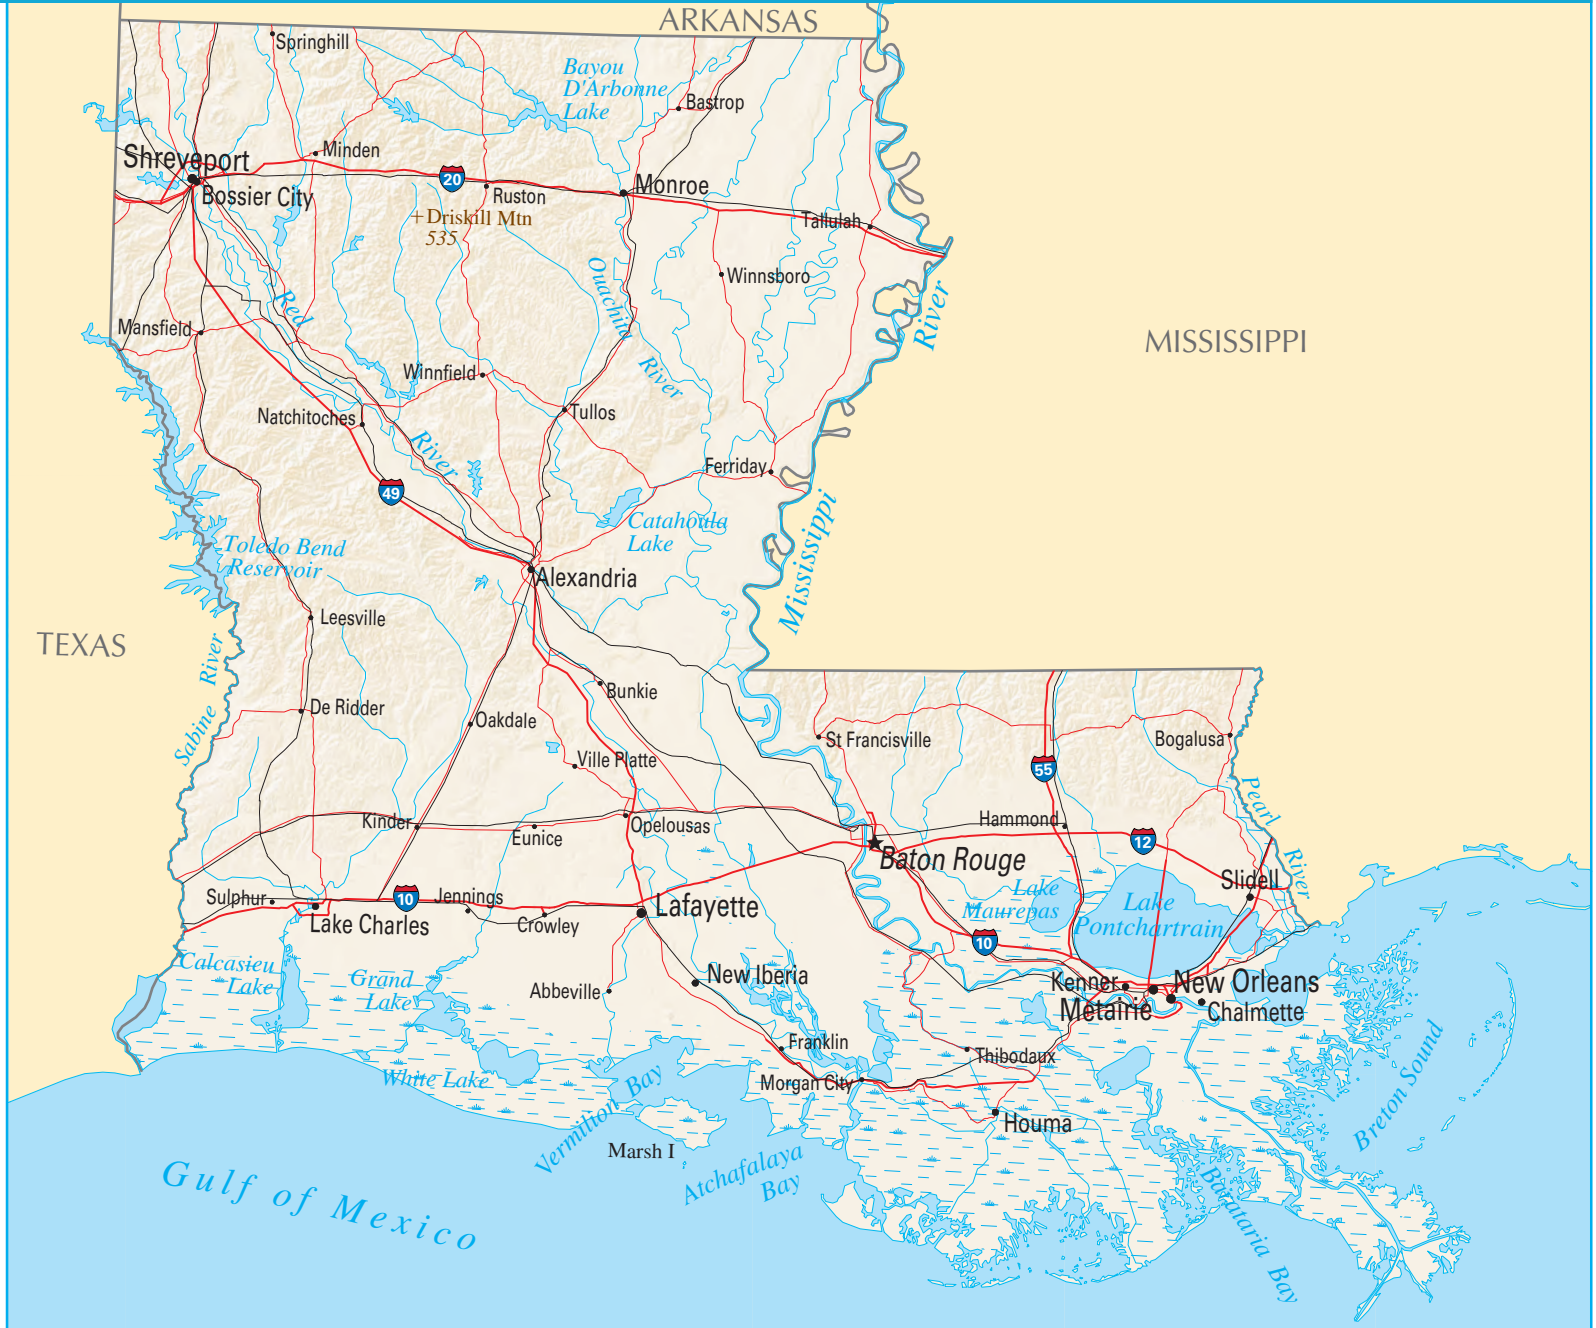 ARKANSAS
Springhill
Bayou
D'Arbonne
Lake
Bastrop
Shreveport
Minden
20
Monroe
Bossier City
Ruston
+Driskill Mtn
535
Tallulah
Ouachita
River
Winnsboro
Red
River
River
Mansfield
MISSISSIPPI
Winnfield
Natchitoches
Tullos
Ferriday
49
Mississippi
Catahoula
Lake
Toledo Bend
Reservoir
Alexandria
Leesville
TEXAS
Sabine River
Bunkie
De Ridder
Oakdale
St Francisville
Bogalusa
Ville Platte
55
Pearl
River
Kinder
Eunice
Opelousas
Hammond
12
Baton Rouge
Slidell
Sulphur
10
Jennings
Lafayette
Lake
Maurepas
Lake
Pontchartrain
Lake Charles
Crowley
10
Calcasieu
Lake
Grand
Lake
New Iberia
Abbeville
Kenner
New Orleans
Metairie
Chalmette
Franklin
Thibodaux
White Lake
Morgan City
Vermilion Bay
Houma
Breton Sound
Marsh I
Atchafalaya
Bay
Barataria Bay
Gulf of Mexico